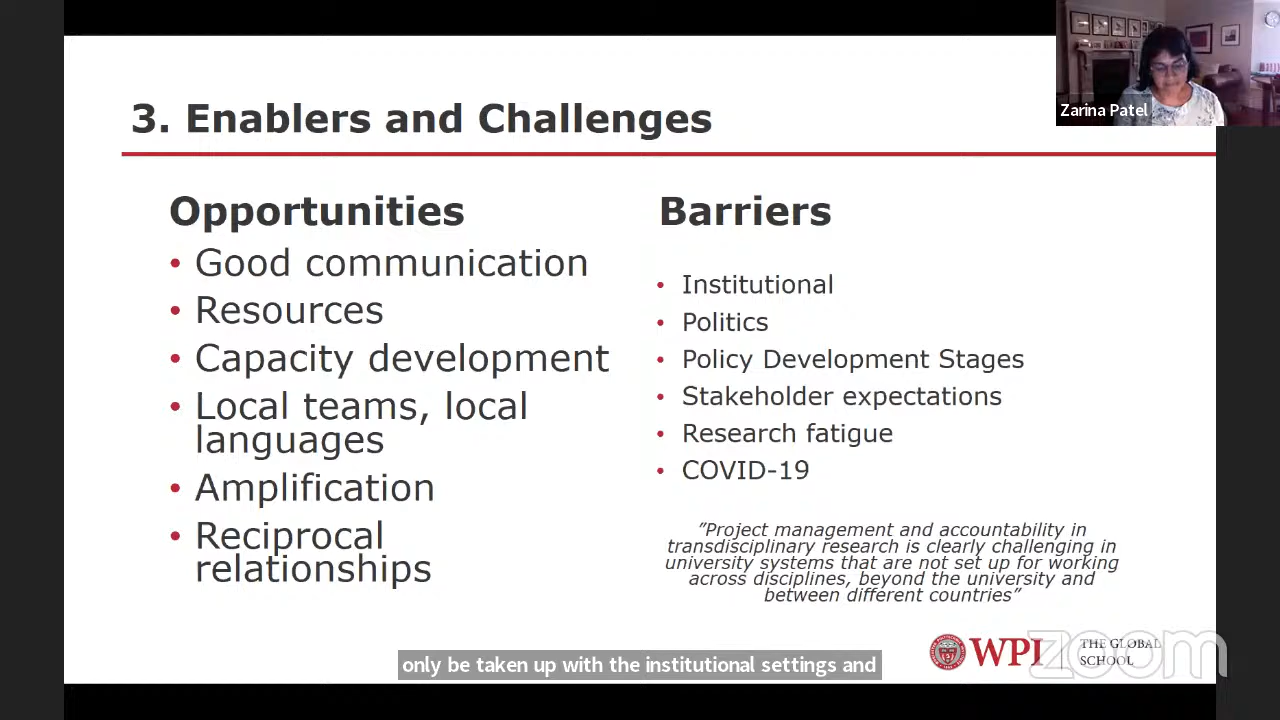 Zarina Patel
3. Enablers and Challenges
Opportunities
• Good communication
• Resources
• Capacity development
• Local teams, local
languages
• Amplification
• Reciprocal
relationships
Barriers
• Institutional
• Politics
• Policy Development Stages
• Stakeholder expectations
• Research fatigue
• COVID-19
"Project management and accountability in
transdisciplinary research is clearly challenging in
university systems that are not set up for working
across disciplines, beyond the university and
between different countries"
WPI
THE GLOBAL
SCHOOL
zoom
only be taken up with the institutional settings and